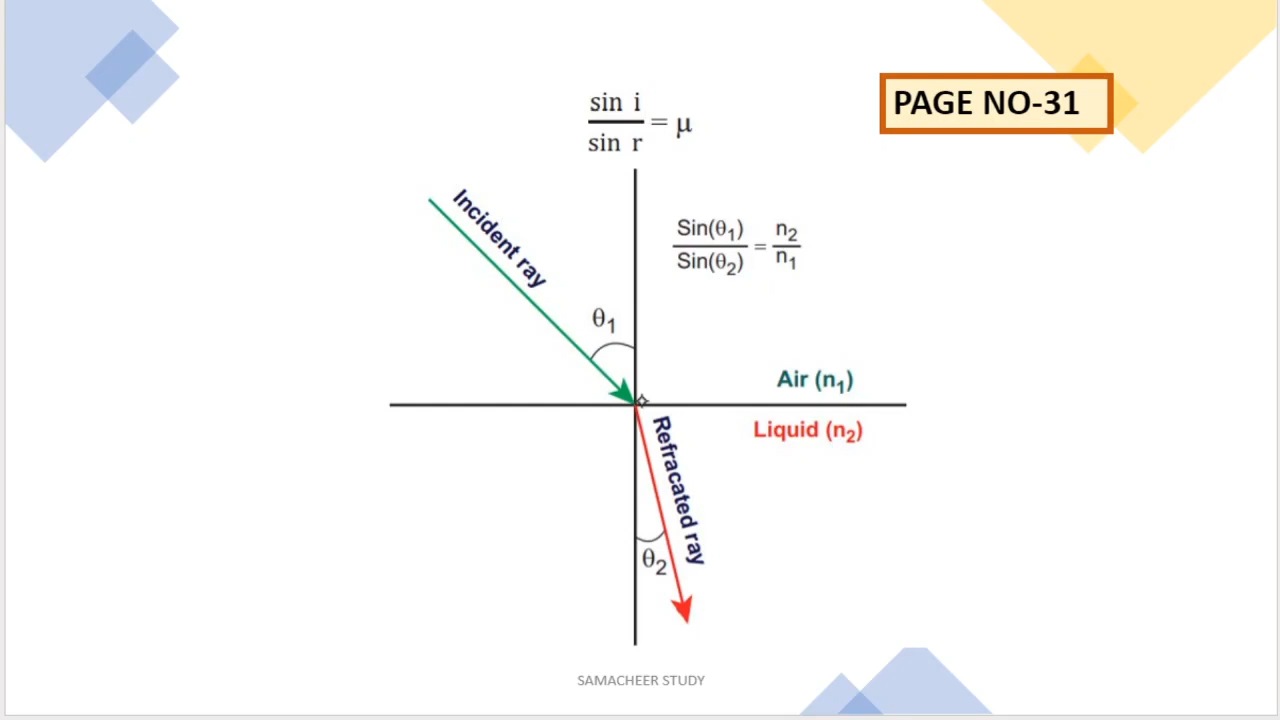 PAGE NO-31
sin i
sin r
= μ
Incident ray
Sin(θ1)
Sin(θ2)
=
n2
n1
θ1
Air (n1)
Liquid (n2)
Refracated ray
θ2
SAMACHEER STUDY